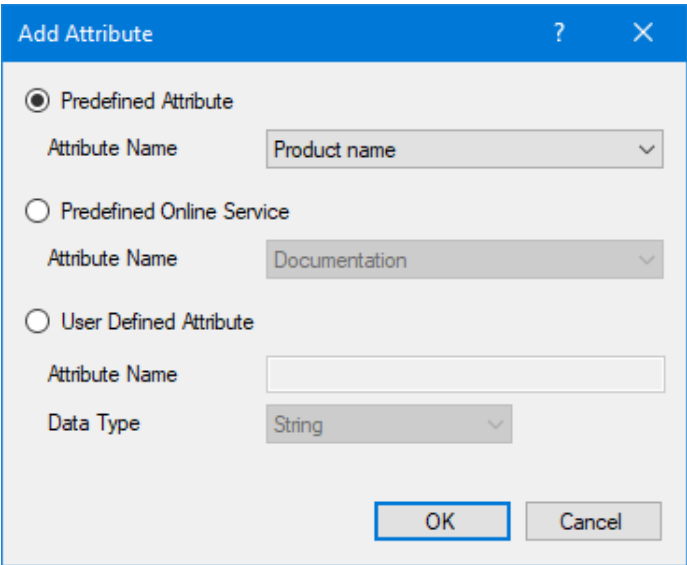 Add Attribute ?
Predefined Attribute
Attribute Name Product name
Predefined Online Service
Attribute Name Documentation
User Defined Attribute
Attribute Name
Data Type String
OK Cancel